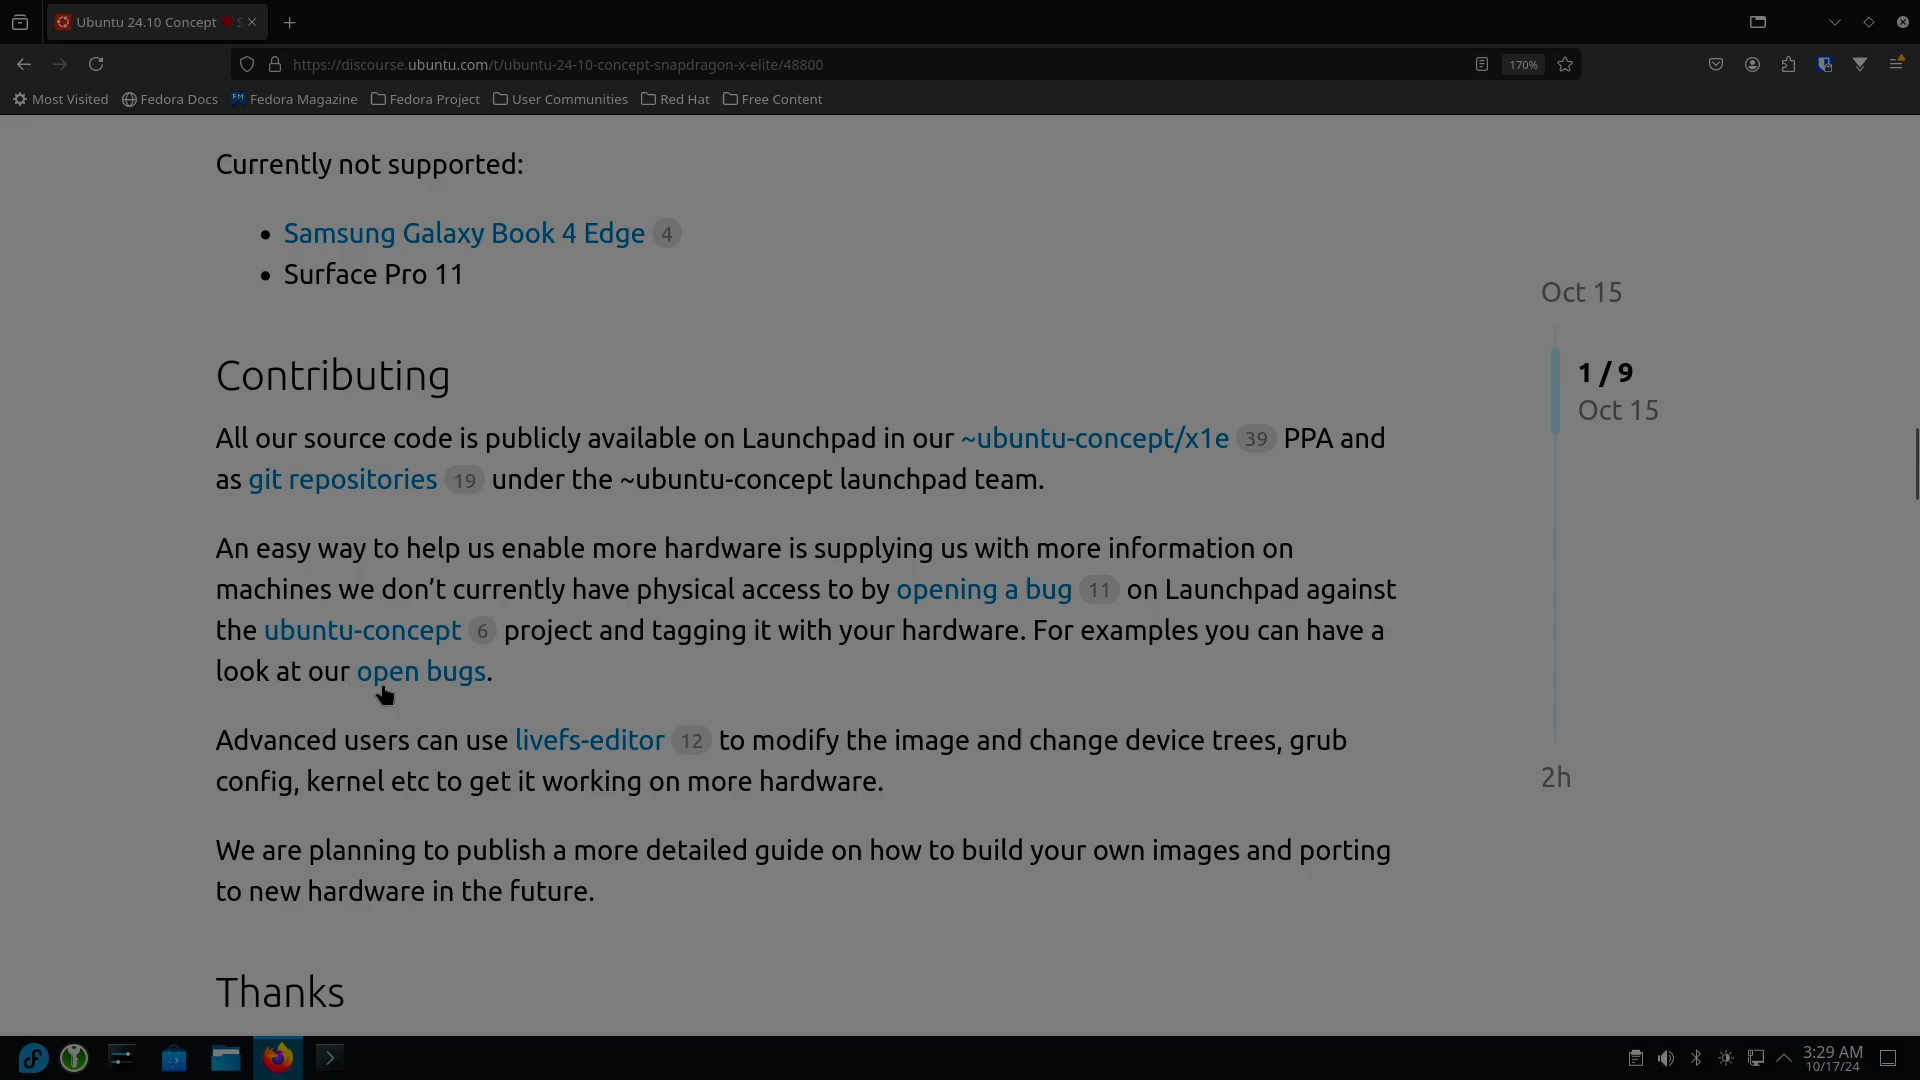 Ubuntu 24.10 Concept
https://discourse.ubuntu.com/t/ubuntu-24-10-concept-snapdragon-x-elite/48800
170%
Most Visited
Fedora Docs
Fedora Magazine
Fedora Project
User Communities
Red Hat
Free Content
Currently not supported:
• Samsung Galaxy Book 4 Edge 4
• Surface Pro 11
Contributing
All our source code is publicly available on Launchpad in our ~ubuntu-concept/x1e 39 PPA and
as git repositories 19 under the ~ubuntu-concept launchpad team.
An easy way to help us enable more hardware is supplying us with more information on
machines we don’t currently have physical access to by opening a bug 11 on Launchpad against
the ubuntu-concept 6 project and tagging it with your hardware. For examples you can have a
look at our open bugs.
Advanced users can use livefs-editor 12 to modify the image and change device trees, grub
config, kernel etc to get it working on more hardware.
We are planning to publish a more detailed guide on how to build your own images and porting
to new hardware in the future.
Thanks
Oct 15
1 / 9
Oct 15
2h
3:29 AM
10/17/24